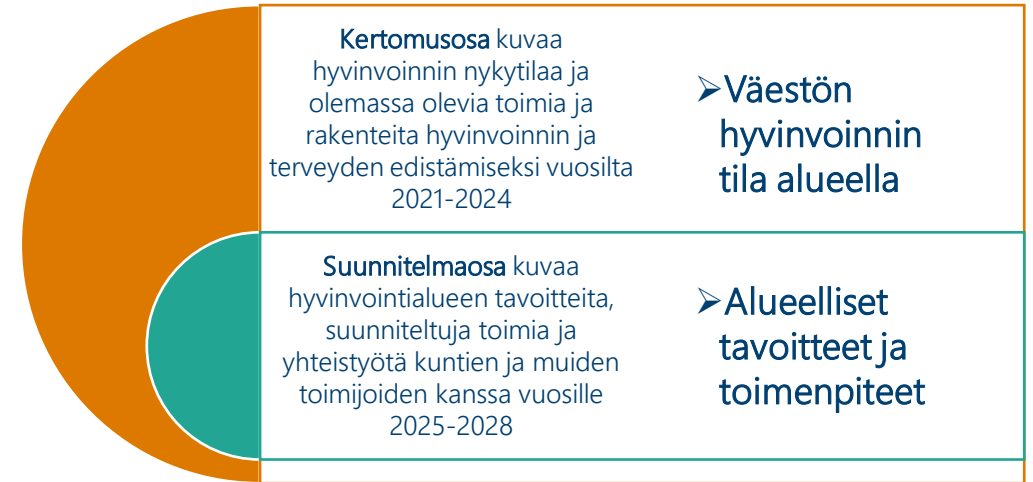 Kertomusosa kuvaa
hyvinvoinnin nykytilaa ja
olemassa olevia toimia ja
rakenteita hyvinvoinnin ja
terveyden edistämiseksi vuosilta
2021-2024
➢Väestön
hyvinvoinnin
tila alueella
Suunnitelmaosa kuvaa
hyvinvointialueen tavoitteita,
suunniteltuja toimia ja
yhteistyötä kuntien ja muiden
toimijoiden kanssa vuosille
2025-2028
➢Alueelliset
tavoitteet ja
toimenpiteet